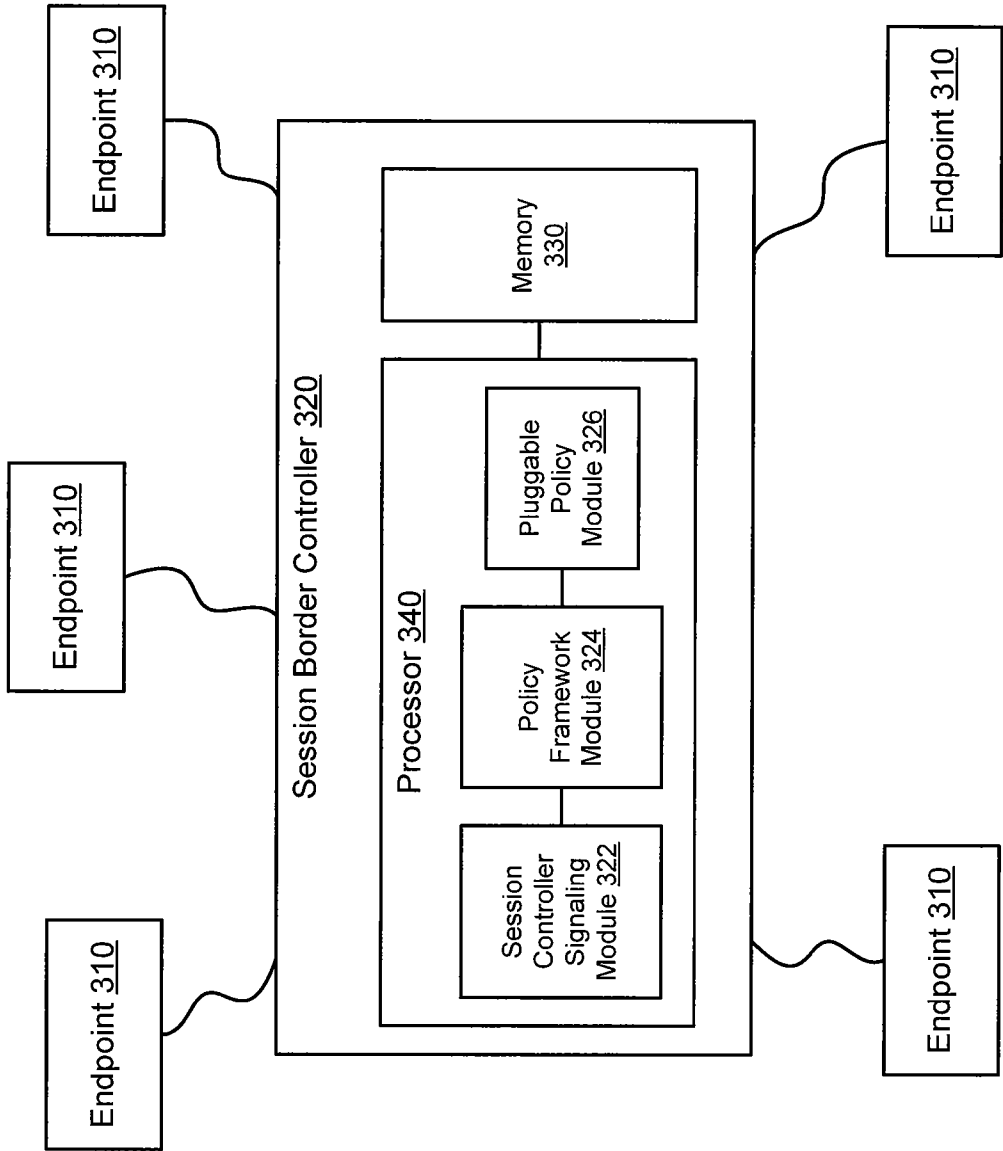 Endpoint 310
Endpoint 310
Endpoint 310
Session Border Controller 320
Processor 340
Session
Controller
Signaling
Module 322
Policy
Framework
Module 324
Pluggable
Policy
Module 326
Memory
330
Endpoint 310
Endpoint 310